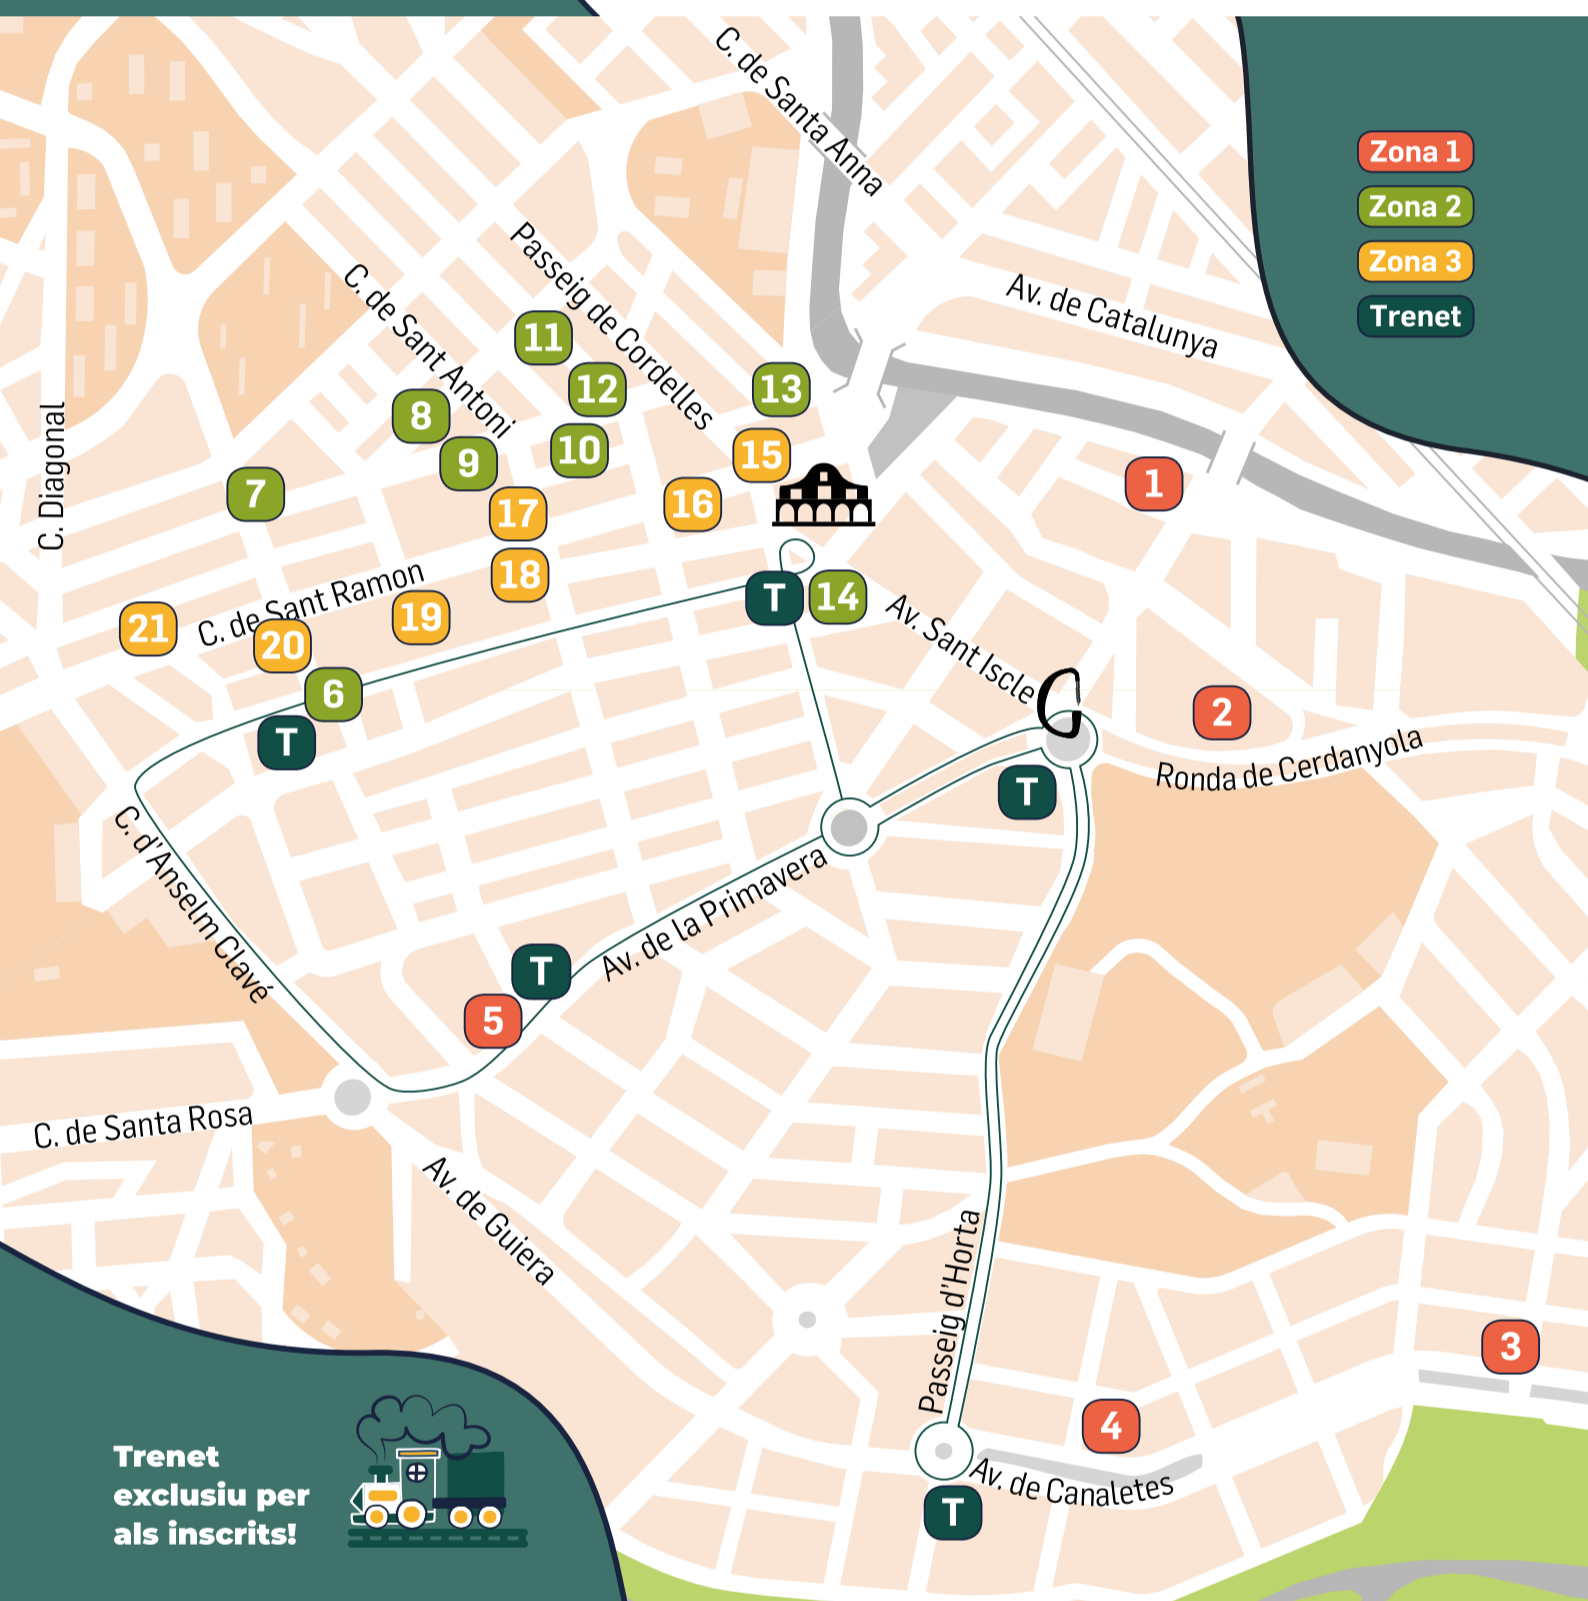 C. de Santa Anna
Zona 1
Zona 2
Zona 3
Trenet
Passeig de Cordelles
C. de Sant Antoni
Av. de Catalunya
11
12
13
8
10
9
15
7
16
17
1
C. Diagonal
18
C. de Sant Ramon
T
14
19
21
20
Av. Sant Iscle
6
G
2
T
Ronda de Cerdanyola
T
C. d'Anselm Clavé
Av. de la Primavera
T
5
C. de Santa Rosa
Av. de Guiera
Passeig d'Horta
3
4
Av. de Canaletes
T
Trenet
exclusiu per
als inscrits!